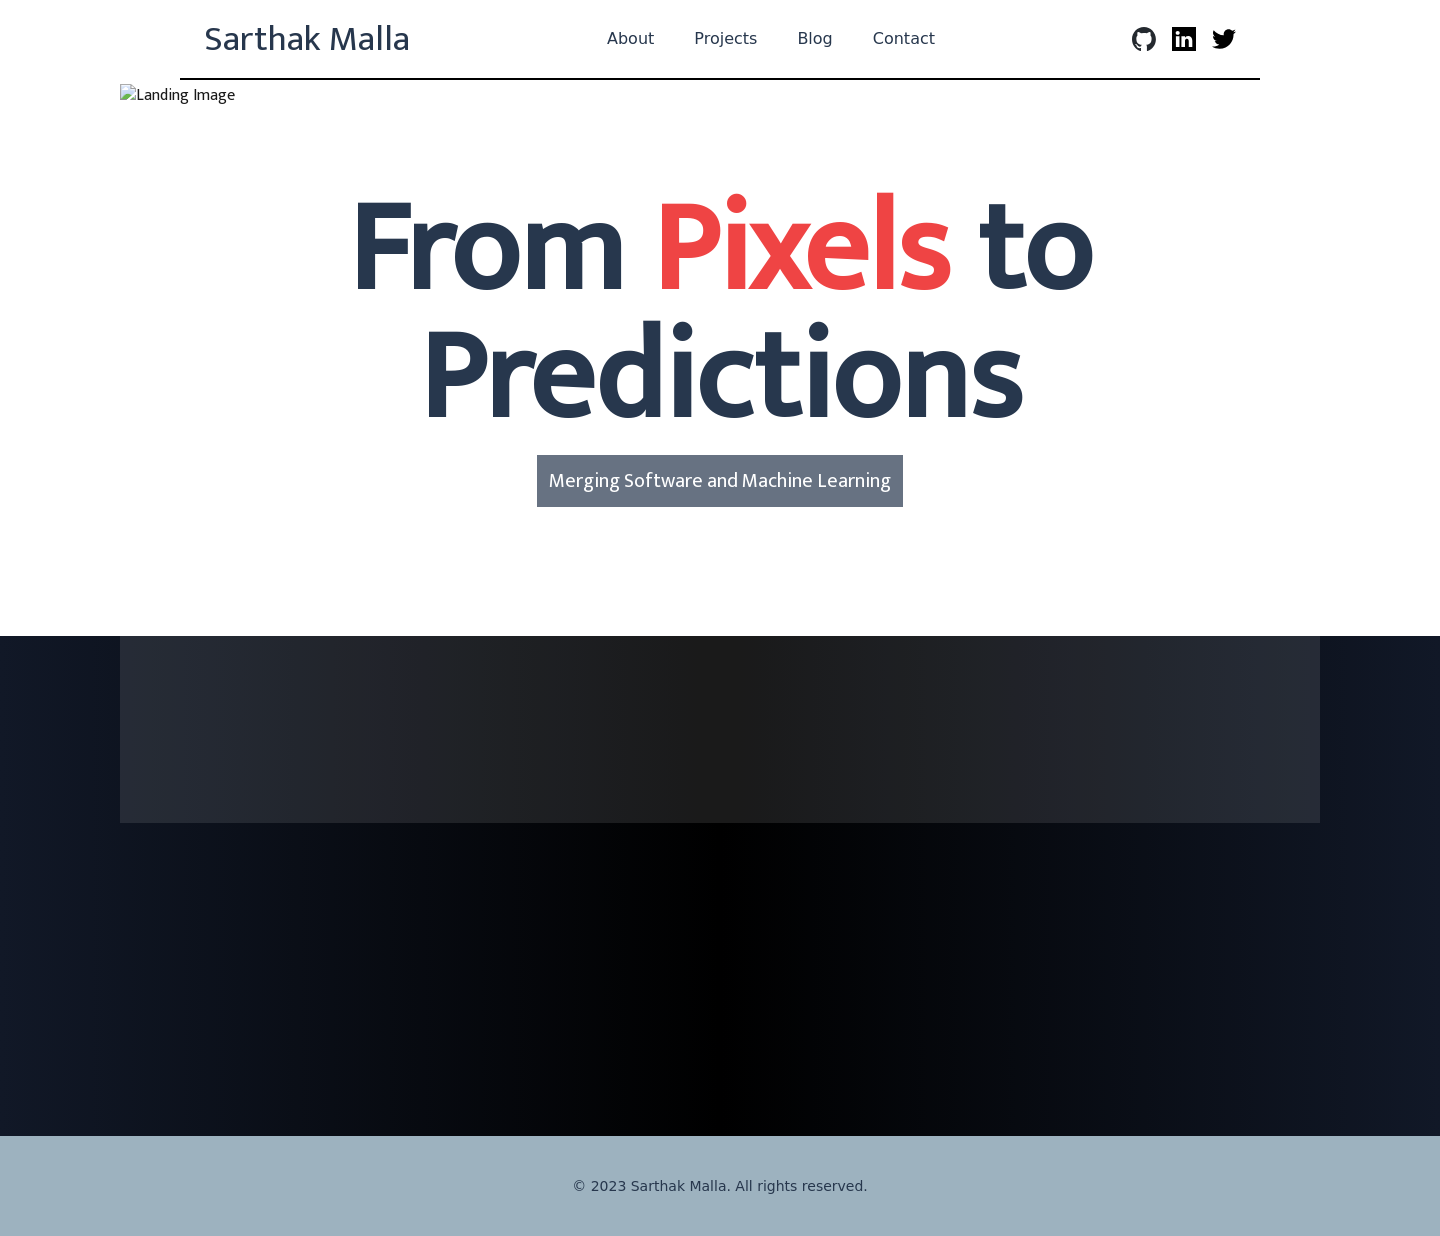 Sarthak Malla
About Projects Blog Contact
Landing Image
From Pixels to
Predictions
Merging Software and Machine Learning
© 2023 Sarthak Malla. All rights reserved.